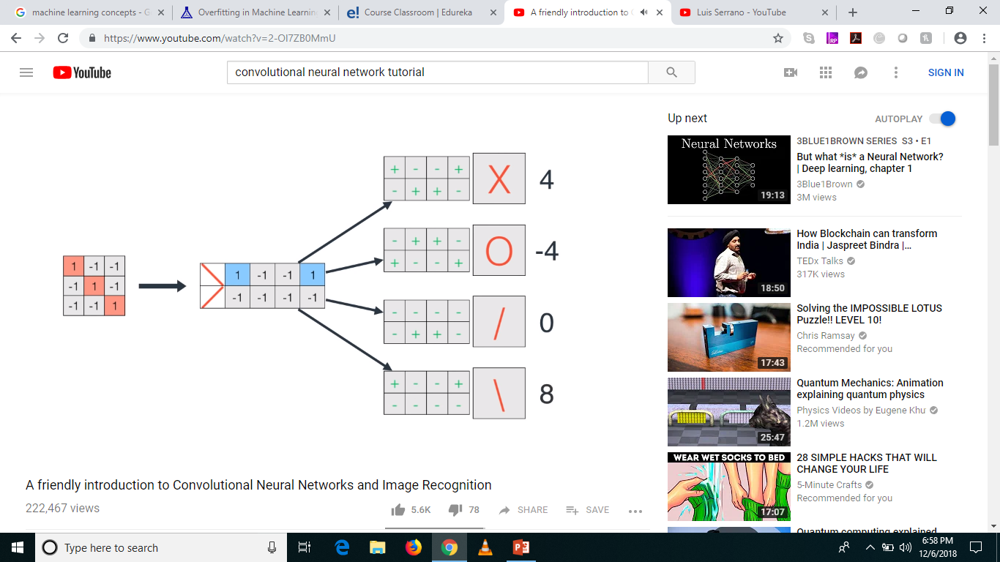 machine learning concepts - G
Overfitting in Machine Learnin
Course Classroom | Edureka
A friendly introduction to C
Luis Serrano - YouTube
https://www.youtube.com/watch?v=2-Ol7ZB0MmU
YouTube
convolutional neural network tutorial
SIGN IN
Up next
AUTOPLAY
Neural Networks
19:13
3BLUE1BROWN SERIES S3 • E1
But what *is* a Neural Network?
| Deep learning, chapter 1
3Blue1Brown
3M views
18:50
How Blockchain can transform
India | Jaspreet Bindra |...
TEDx Talks
317K views
17:43
Solving the IMPOSSIBLE LOTUS
Puzzle!! LEVEL 10!
Chris Ramsay
Recommended for you
25:47
Quantum Mechanics: Animation
explaining quantum physics
Physics Videos by Eugene Khu
1.2M views
WEAR WET SOCKS TO BED
17:07
28 SIMPLE HACKS THAT WILL
CHANGE YOUR LIFE
5-Minute Crafts
Recommended for you
Quantum computing explained
1 -1 -1
-1 1 -1
-1 -1 1
1 -1 -1 1
-1 -1 -1 -1
+ - - +
- + + -
X 4
- + + -
+ - - +
O -4
- - - -
- + + -
/ 0
+ - - +
- - - -
\ 8
A friendly introduction to Convolutional Neural Networks and Image Recognition
222,467 views
5.6K
78
SHARE
SAVE
Type here to search
6:58 PM
12/6/2018